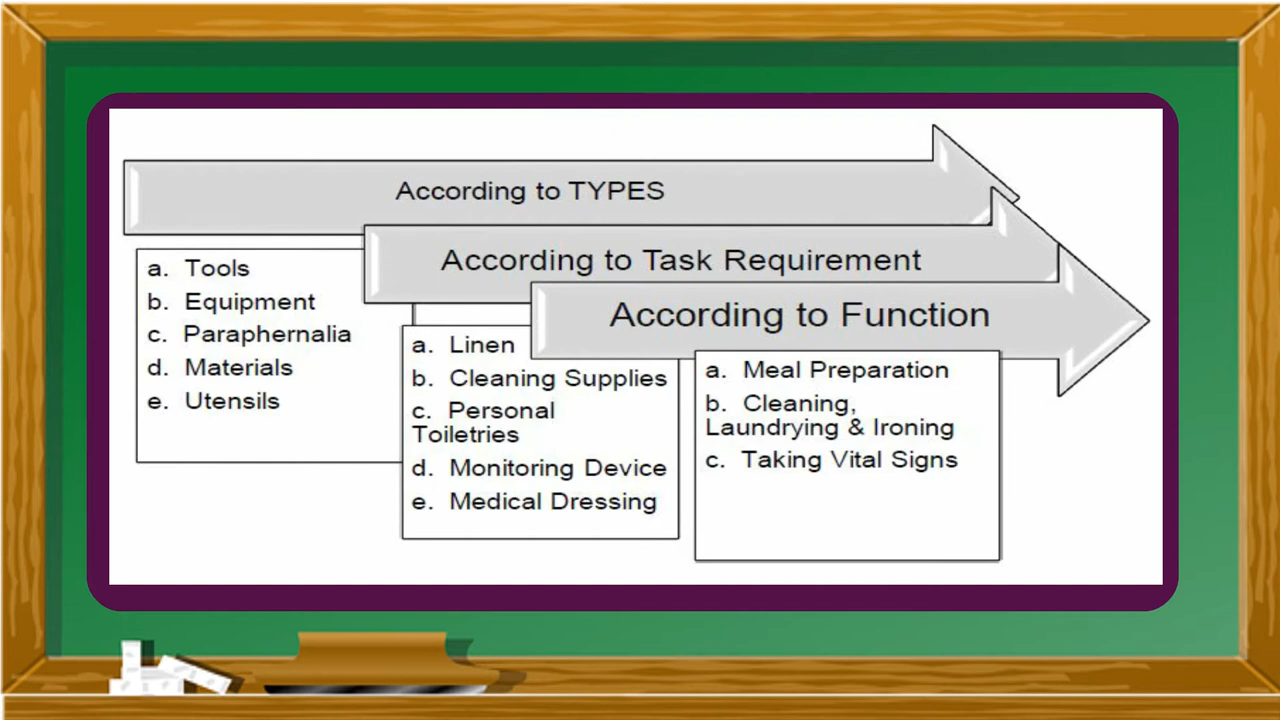 According to TYPES
a. Tools
b. Equipment
c. Paraphernalia
d. Materials
e. Utensils
According to Task Requirement
a. Linen
b. Cleaning Supplies
c. Personal
Toiletries
d. Monitoring Device
e. Medical Dressing
According to Function
a. Meal Preparation
b. Cleaning,
Laundrying & Ironing
c. Taking Vital Signs